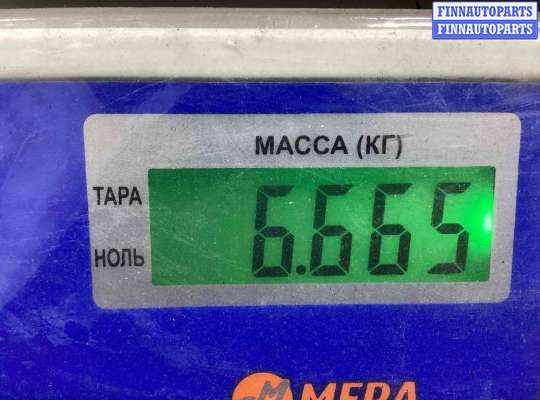 FINNAUTOPARTS
FINNAUTOPARTS
МАССА (КГ)
ТАРА
6.665
НОЛЬ
МЕРА